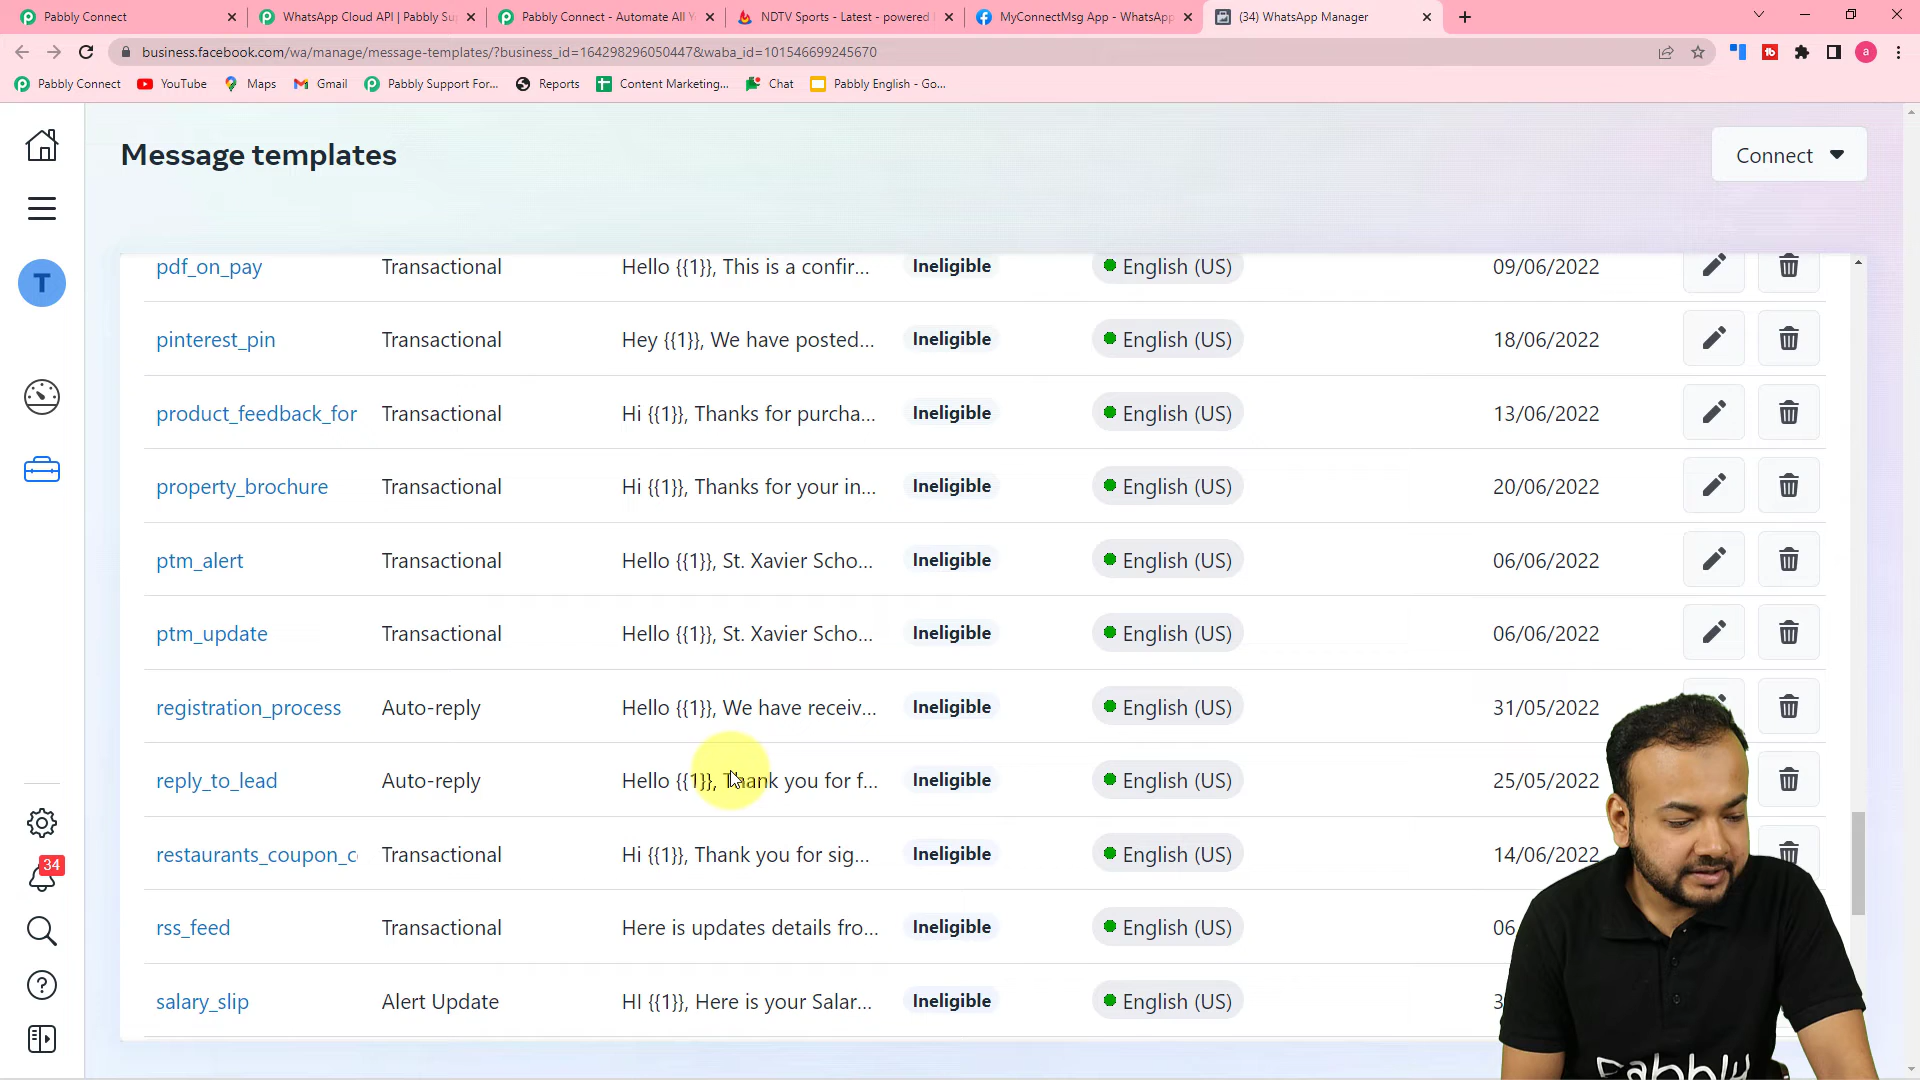 Pabbly Connect
WhatsApp Cloud API | Pabbly Su
Pabbly Connect - Automate All Y
NDTV Sports - Latest - powered
MyConnectMsg App - WhatsApp
(34) WhatsApp Manager
business.facebook.com/wa/manage/message-templates/?business_id=164298296050447&waba_id=101546699245670
Pabbly Connect
YouTube
Maps
Gmail
Pabbly Support For...
Reports
Content Marketing...
Chat
Pabbly English - Go...
Message templates
Connect
T
34
pdf_on_pay Transactional Hello {{1}}, This is a confir... Ineligible English (US) 09/06/2022
pinterest_pin Transactional Hey {{1}}, We have posted... Ineligible English (US) 18/06/2022
product_feedback_for Transactional Hi {{1}}, Thanks for purcha... Ineligible English (US) 13/06/2022
property_brochure Transactional Hi {{1}}, Thanks for your in... Ineligible English (US) 20/06/2022
ptm_alert Transactional Hello {{1}}, St. Xavier Scho... Ineligible English (US) 06/06/2022
ptm_update Transactional Hello {{1}}, St. Xavier Scho... Ineligible English (US) 06/06/2022
registration_process Auto-reply Hello {{1}}, We have receiv... Ineligible English (US) 31/05/2022
reply_to_lead Auto-reply Hello {{1}}, Thank you for f... Ineligible English (US) 25/05/2022
restaurants_coupon_c Transactional Hi {{1}}, Thank you for sig... Ineligible English (US) 14/06/2022
rss_feed Transactional Here is updates details fro... Ineligible English (US) 06
salary_slip Alert Update HI {{1}}, Here is your Salar... Ineligible English (US) 3
Pabbly